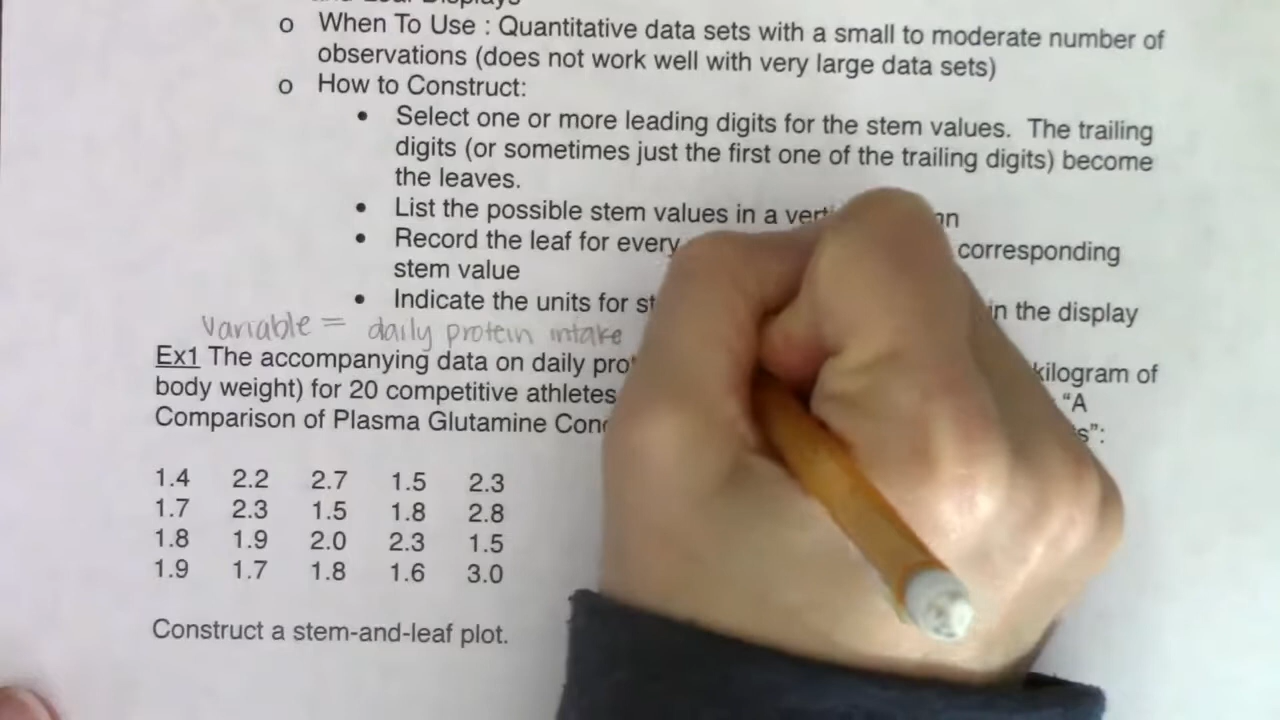 o When To Use : Quantitative data sets with a small to moderate number of
observations (does not work well with very large data sets)
o How to Construct:
• Select one or more leading digits for the stem values. The trailing
digits (or sometimes just the first one of the trailing digits) become
the leaves.
• List the possible stem values in a
• Record the leaf for every corresponding
stem value
• Indicate the units for in the display
variable = daily protein intake
Ex1 The accompanying data on daily kilogram of
body weight) for 20 competitive athletes "A
Comparison of Plasma Glutamine
1.4 2.2 2.7 1.5 2.3
1.7 2.3 1.5 1.8 2.8
1.8 1.9 2.0 2.3 1.5
1.9 1.7 1.8 1.6 3.0
Construct a stem-and-leaf plot.